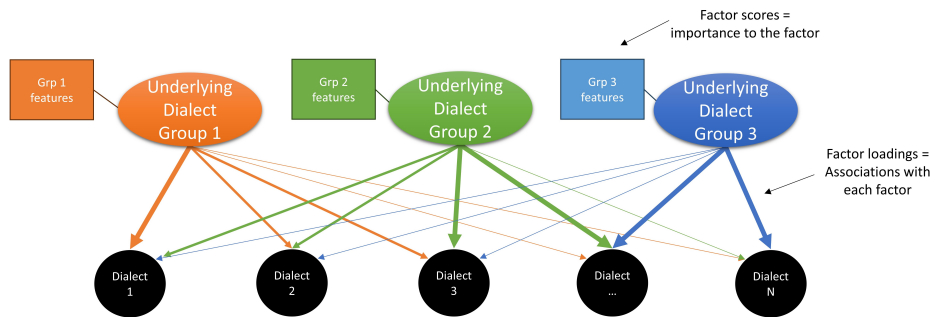 Factor scores =
importance to the factor
Grp 1
features
Underlying
Dialect
Group 1
Grp 2
features
Underlying
Dialect
Group 2
Grp 3
features
Underlying
Dialect
Group 3
Factor loadings =
Associations with
each factor
Dialect
1
Dialect
2
Dialect
3
Dialect
...
Dialect
N